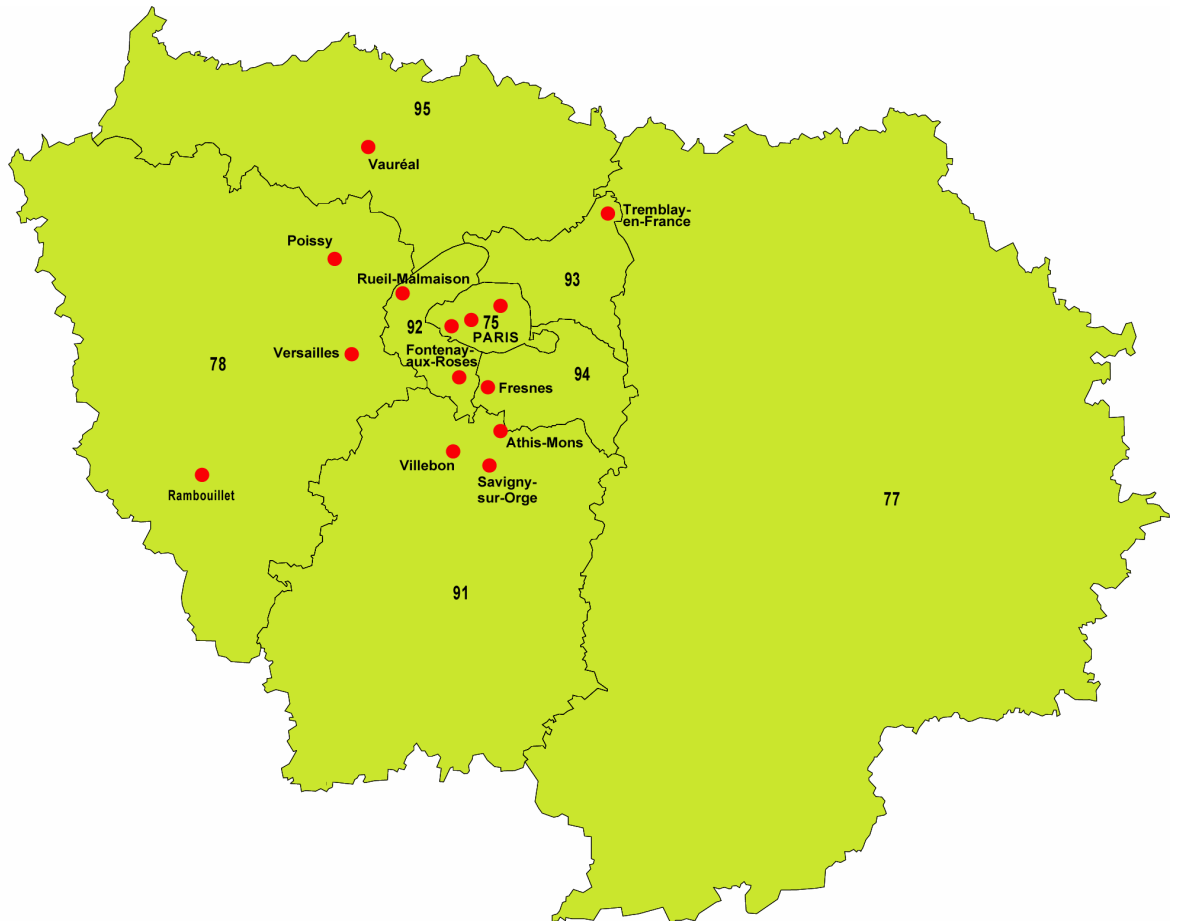 95
Vauréal
Tremblay-
en-France
Poissy
Rueil-Malmaison
93
92
75
PARIS
Versailles
Fontenay-
aux-Roses
78
94
Fresnes
Athis-Mons
Villebon
Savigny-
sur-Orge
Rambouillet
77
91